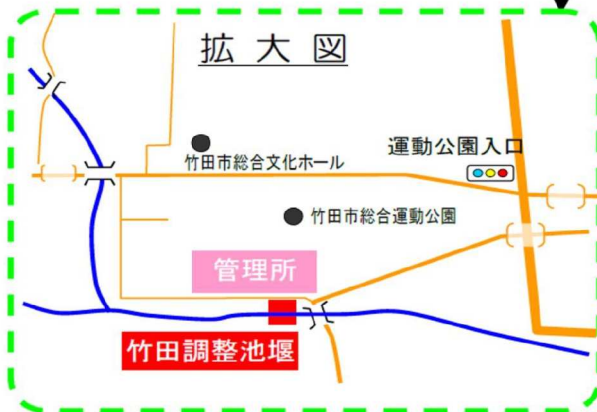 拡大図
竹田市総合文化ホール
運動公園入口
竹田市総合運動公園
管理所
竹田調整池堰